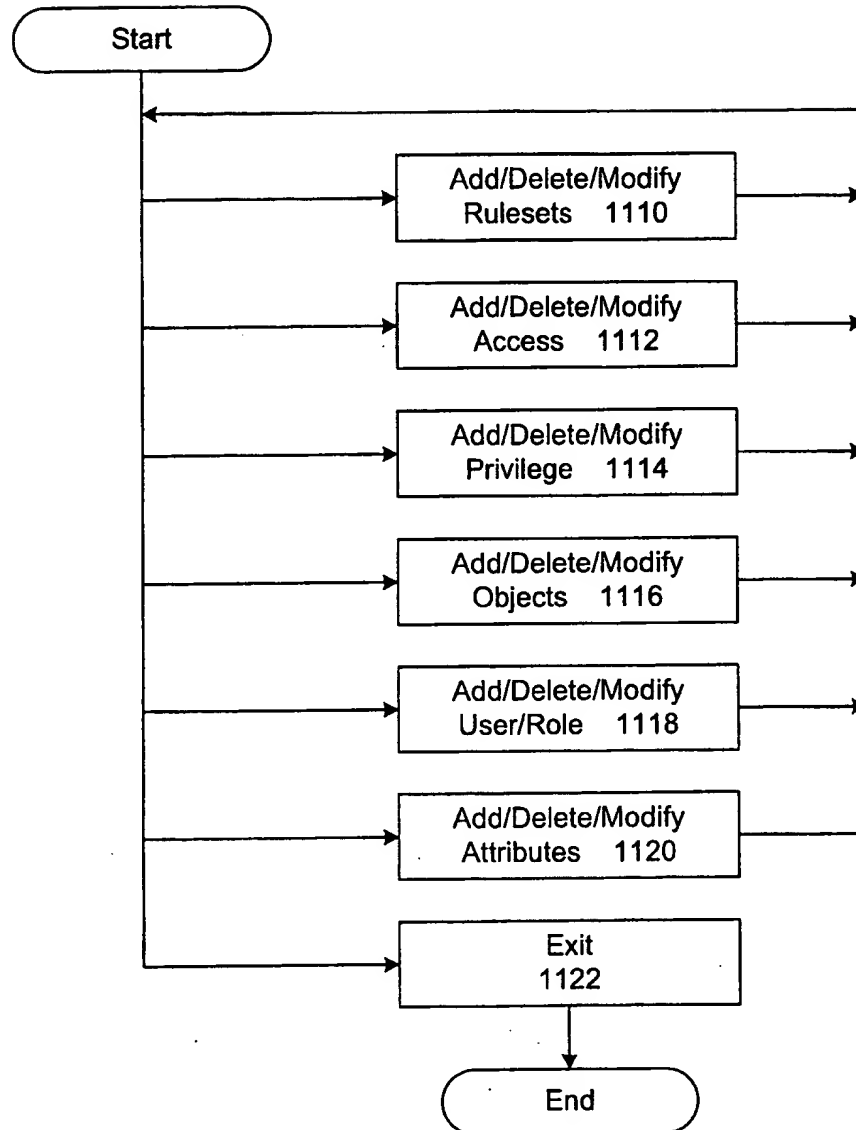 Start
Add/Delete/Modify
Rulesets 1110
Add/Delete/Modify
Access 1112
Add/Delete/Modify
Privilege 1114
Add/Delete/Modify
Objects 1116
Add/Delete/Modify
User/Role 1118
Add/Delete/Modify
Attributes 1120
Exit
1122
End